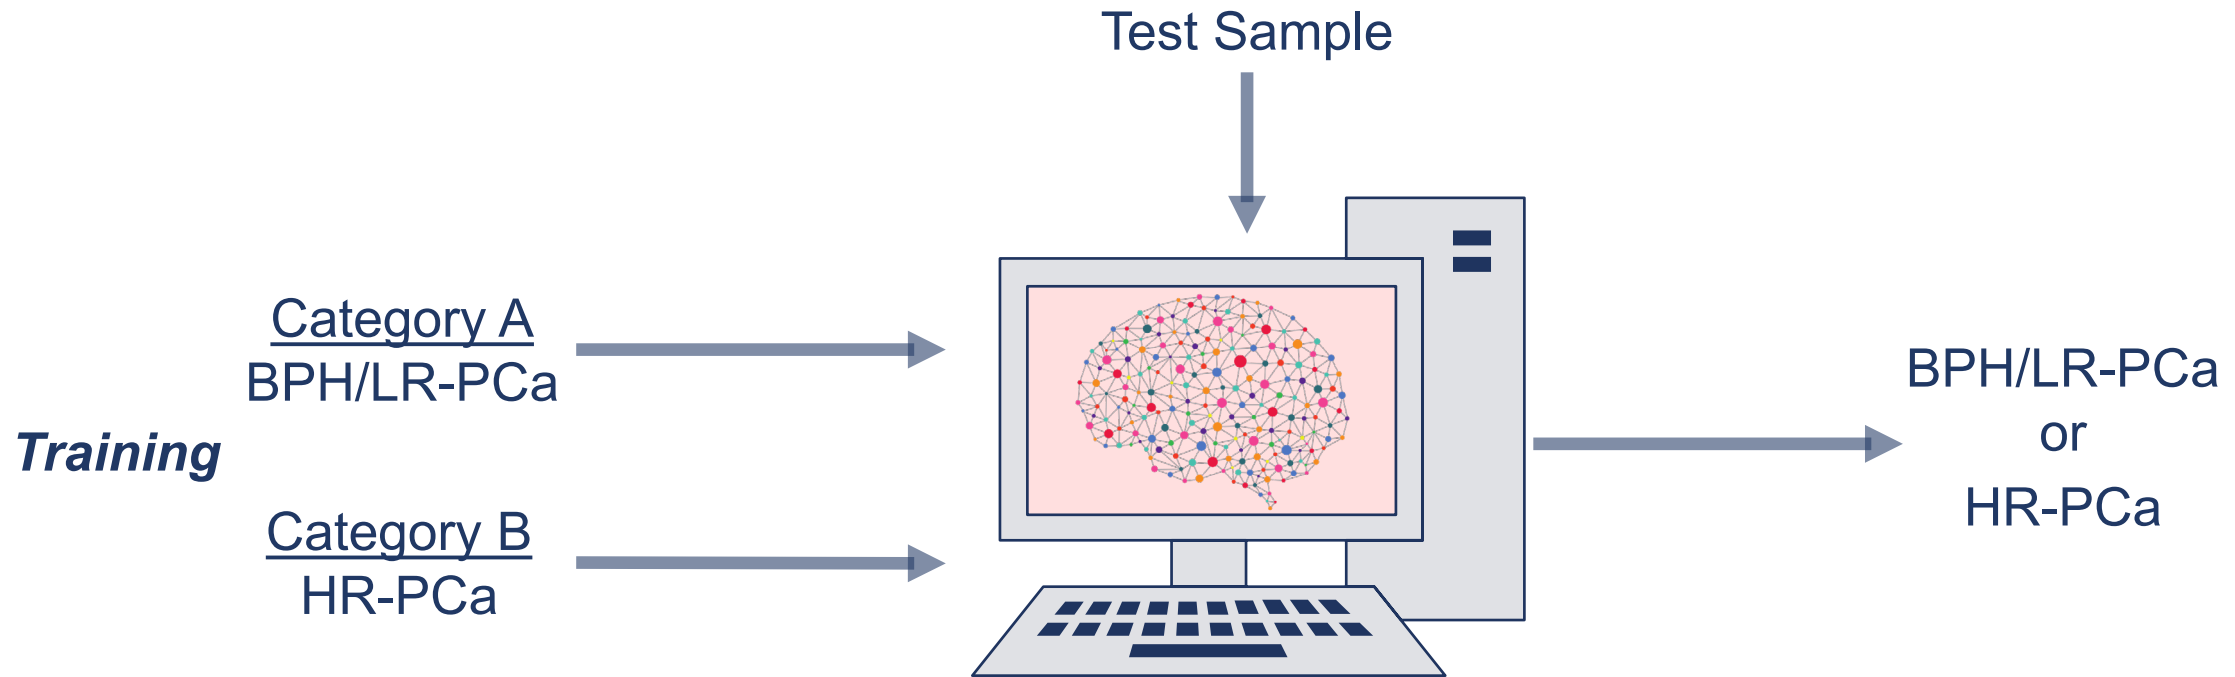 Test Sample
Category A
BPH/LR-PCa
Training
Category B
HR-PCa
BPH/LR-PCa
or
HR-PCa